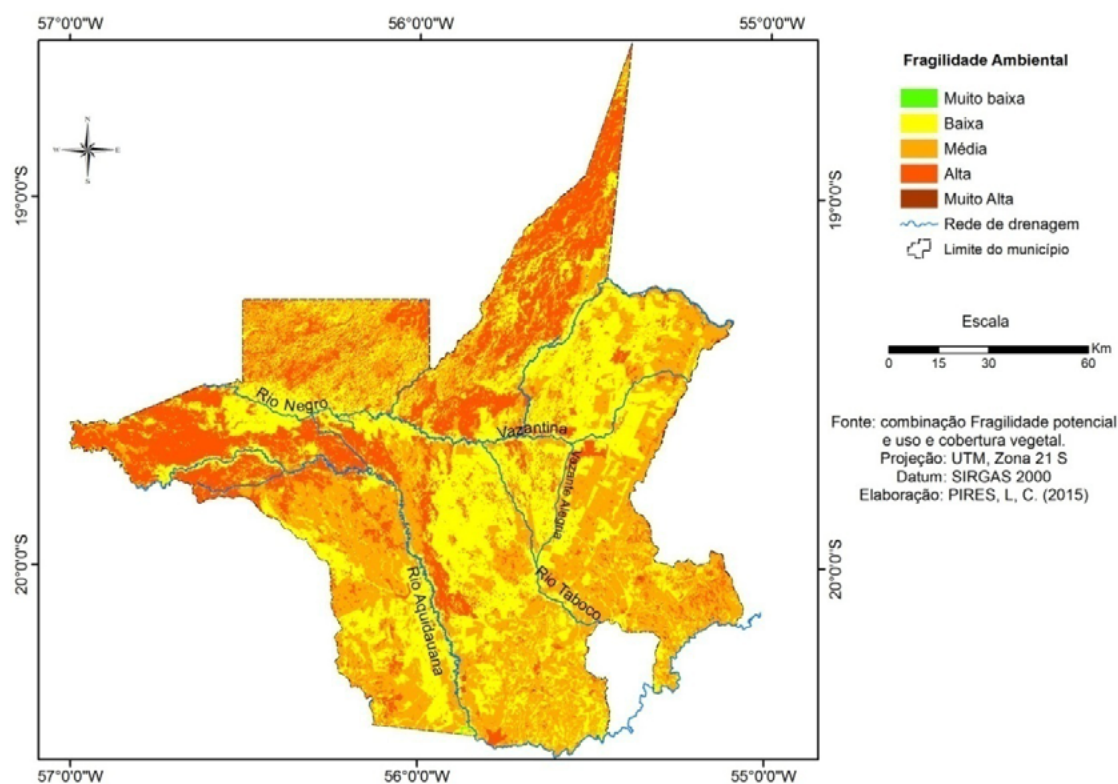 57°0'0"W
56°0'0"W
55°0'0"W
N
W
E
S
19°0'0"S
19°0'0"S
20°0'0"S
20°0'0"S
Rio Negro
Vazantina
Vazante Alegria
Rio Taboco
Rio Aquidauana
57°0'0"W
56°0'0"W
55°0'0"W
Fragilidade Ambiental
Muito baixa
Baixa
Média
Alta
Muito Alta
Rede de drenagem
Limite do município
Escala
Km
0 15 30 60
Fonte: combinação Fragilidade potencial
e uso e cobertura vegetal.
Projeção: UTM, Zona 21 S
Datum: SIRGAS 2000
Elaboração: PIRES, L, C. (2015)